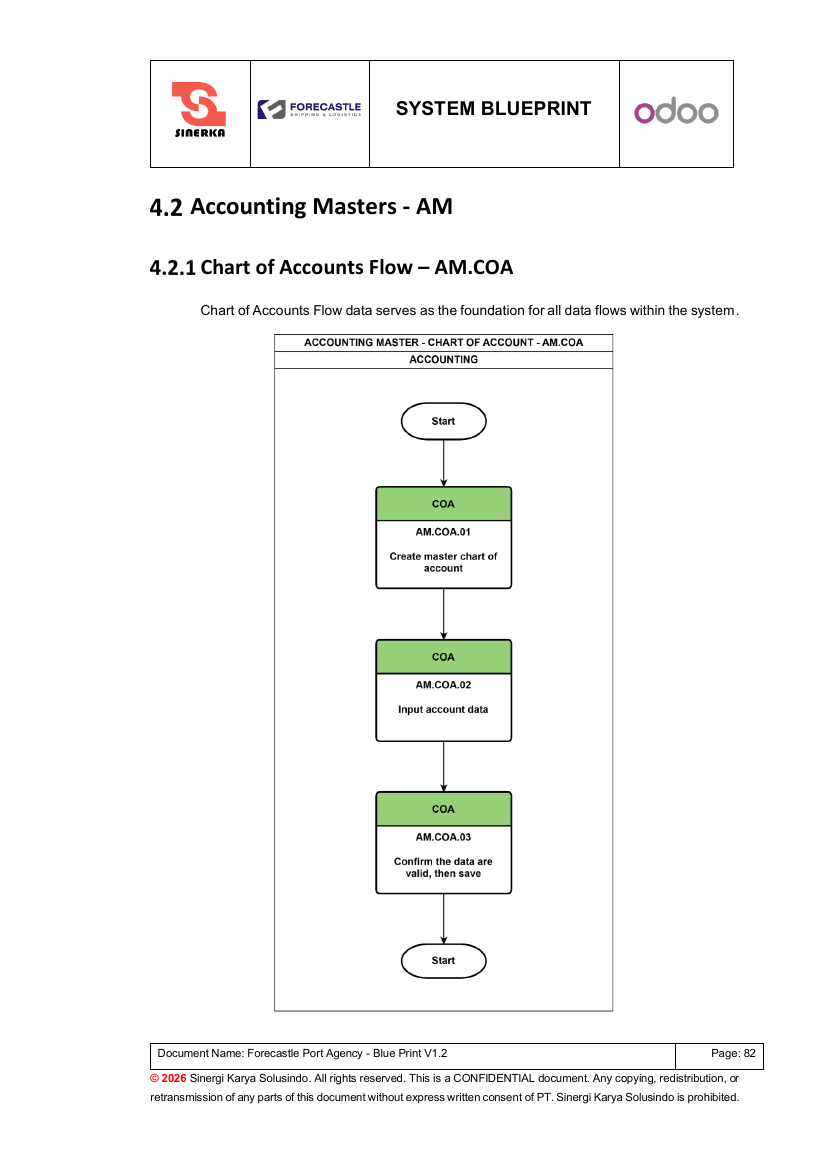 SINERKA
FORECASTLE
SHIPPING & LOGISTICS
SYSTEM BLUEPRINT
odoo
4.2 Accounting Masters - AM
4.2.1 Chart of Accounts Flow – AM.COA
Chart of Accounts Flow data serves as the foundation for all data flows within the system.
ACCOUNTING MASTER - CHART OF ACCOUNT - AM.COA
ACCOUNTING
Start
COA
AM.COA.01
Create master chart of
account
COA
AM.COA.02
Input account data
COA
AM.COA.03
Confirm the data are
valid, then save
Start
Document Name: Forecastle Port Agency - Blue Print V1.2
Page: 82
© 2026 Sinergi Karya Solusindo. All rights reserved. This is a CONFIDENTIAL document. Any copying, redistribution, or
retransmission of any parts of this document without express written consent of PT. Sinergi Karya Solusindo is prohibited.